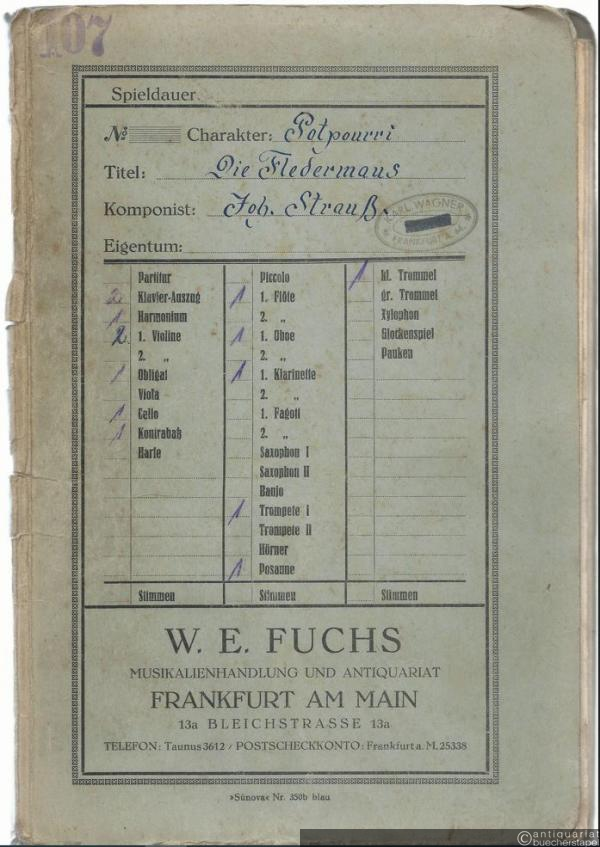 107
Spieldauer
№ Charakter: Potpourri
Titel: Die Fledermaus
Komponist: Joh. Strauß.
CARL WAGNER
FRANKFURT A. M.
Eigentum:
Partitur
2 Klavier-Auszug
1 Harmonium
2. 1. Violine
2. „
1 Obligat
Viola
1 Cello
1 Kontrabaß
Harfe
Stimmen
Piccolo
1 1. Flöte
2. „
1 1. Oboe
2. „
1 1. Klarinette
2. „
1. Fagott
2. „
Saxophon I
Saxophon II
Banjo
1 Trompete I
Trompete II
Hörner
1 Posaune
Stimmen
1 kl. Trommel
gr. Trommel
Xylophon
Glockenspiel
Pauken
Stimmen
W. E. FUCHS
MUSIKALIENHANDLUNG UND ANTIQUARIAT
FRANKFURT AM MAIN
13a BLEICHSTRASSE 13a
TELEFON: Taunus 3612 / POSTSCHECKKONTO: Frankfurt a. M. 25338
»Sünova« Nr. 350b blau
antiquariat
buecherstapel